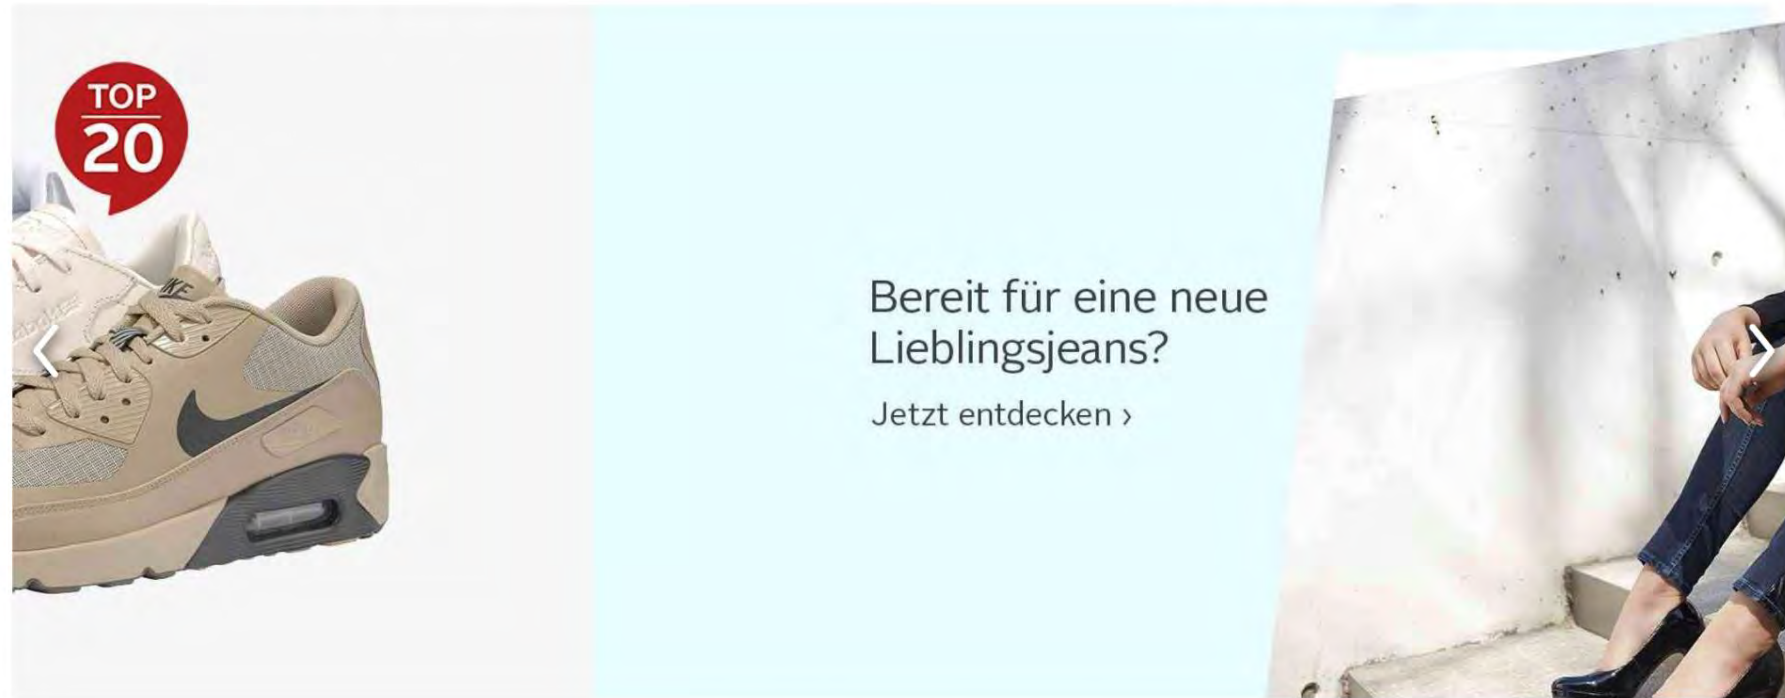 TOP
20
Bereit für eine neue
Lieblingsjeans?
Jetzt entdecken ›